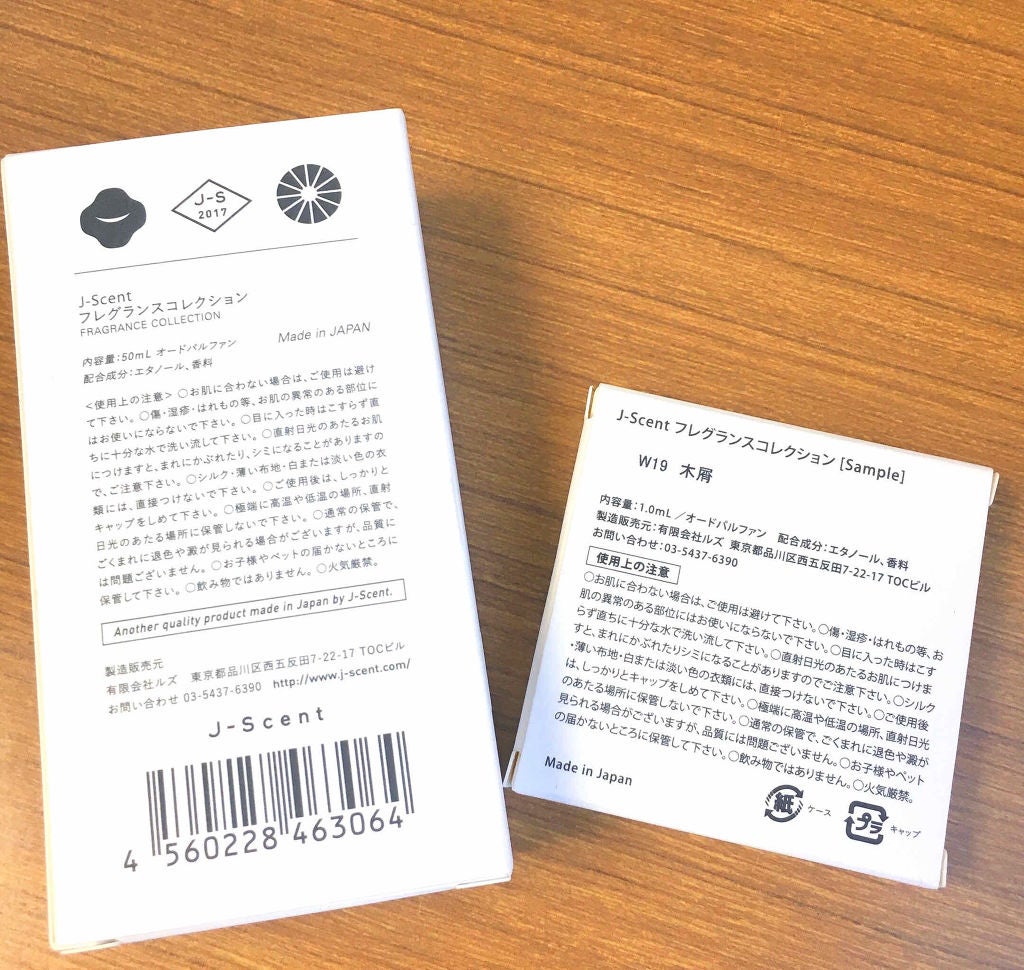 J-S
2017
J-Scent
フレグランスコレクション
FRAGRANCE COLLECTION
Made in JAPAN
内容量:50mL オードパルファン
配合成分:エタノール、香料
<使用上の注意> ○お肌に合わない場合は、ご使用は避け
て下さい。○傷・湿疹・はれもの等、お肌の異常のある部位に
はお使いにならないで下さい。○目に入った時はこすらず直
ちに十分な水で洗い流して下さい。○直射日光のあたるお肌
につけますと、まれにかぶれたり、シミになることがありますの
で、ご注意下さい。○シルク・薄い布地・白または淡い色の衣
類には、直接つけないで下さい。○ご使用後は、しっかりと
キャップをしめて下さい。○極端に高温や低温の場所、直射
日光のあたる場所に保管しないで下さい。○通常の保管で、
ごくまれに退色や澱が見られる場合がございますが、品質に
は問題ございません。○お子様やペットの届かないところに
保管して下さい。○飲み物ではありません。○火気厳禁。
Another quality product made in Japan by J-Scent.
製造販売元
有限会社ルズ 東京都品川区西五反田7-22-17 TOCビル
お問い合わせ 03-5437-6390 http://www.j-scent.com/
J-Scent
4 560228 463064
J-Scent フレグランスコレクション [Sample]
W19 木屑
内容量:1.0mL/オードパルファン 配合成分:エタノール、香料
製造販売元:有限会社ルズ 東京都品川区西五反田7-22-17 TOCビル
お問い合わせ:03-5437-6390
使用上の注意
○お肌に合わない場合は、ご使用は避けて下さい。○傷・湿疹・はれもの等、お
肌の異常のある部位にはお使いにならないで下さい。○目に入った時はこす
らず直ちに十分な水で洗い流して下さい。○直射日光のあたるお肌につけま
すと、まれにかぶれたりシミになることがありますのでご注意下さい。○シルク
・薄い布地・白または淡い色の衣類には、直接つけないで下さい。○ご使用後
は、しっかりとキャップをしめて下さい。○極端に高温や低温の場所、直射日光
のあたる場所に保管しないで下さい。○通常の保管で、ごくまれに退色や澱が
見られる場合がございますが、品質には問題ございません。○お子様やペット
の届かないところに保管して下さい。○飲み物ではありません。○火気厳禁。
Made in Japan
紙 ケース
プラ キャップ